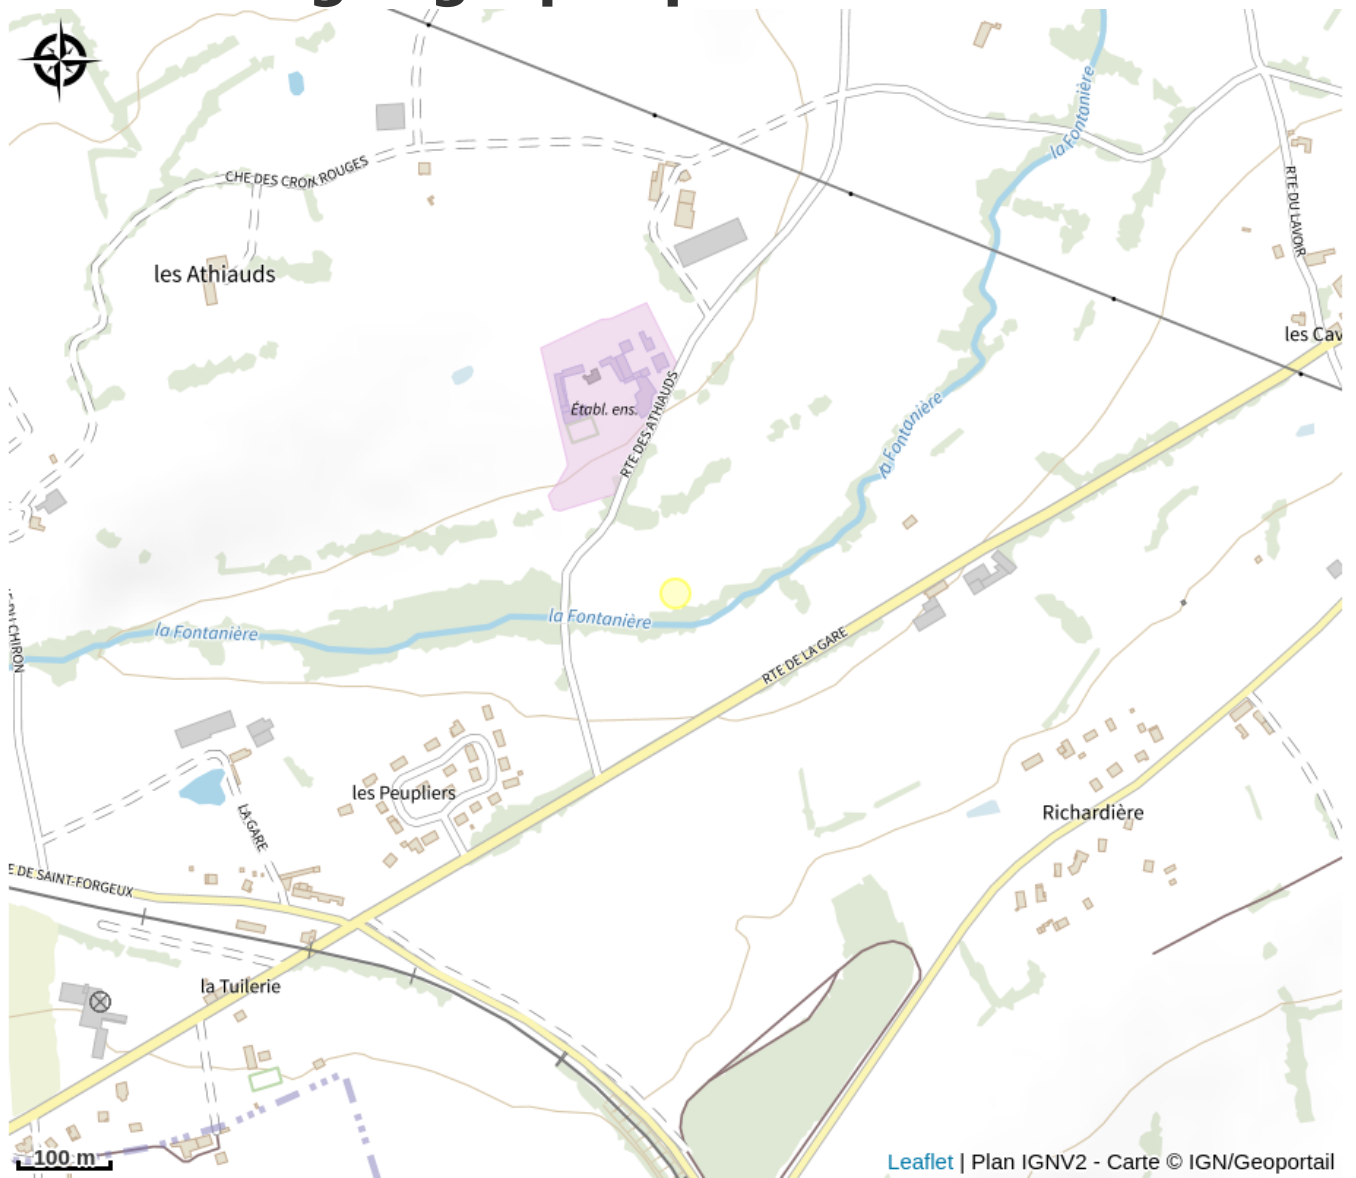 la Fontanière
CHE DES CROIX ROUGES
RTE DU LAVOIR
les Athiauds
les Cav
RTE DES ATHIAUDS
Établ. ens.
la Fontanière
la Fontanière
la Fontanière
CHIRON
RTE DE LA GARE
les Peupliers
LA GARE
Richardière
E DE SAINT-FORGEUX
la Tuilerie
100 m
Leaflet | Plan IGNV2 - Carte © IGN/Geoportail